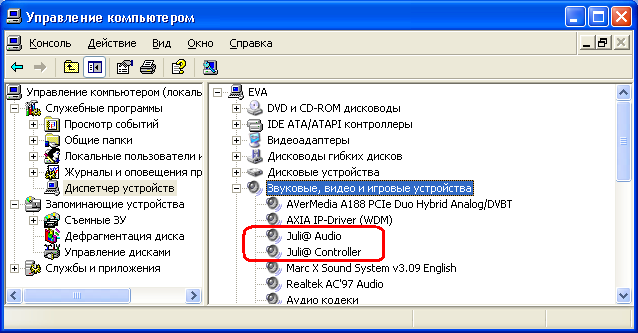 Управление компьютером
Консоль Действие Вид Окно Справка
Управление компьютером (локаль
Служебные программы
Просмотр событий
Общие папки
Локальные пользователи и
Журналы и оповещения пр
Диспетчер устройств
Запоминающие устройства
Съемные ЗУ
Дефрагментация диска
Управление дисками
Службы и приложения
EVA
DVD и CD-ROM дисководы
IDE ATA/ATAPI контроллеры
Видеоадаптеры
Дисководы гибких дисков
Дисковые устройства
Звуковые, видео и игровые устройства
AVerMedia A188 PCIe Duo Hybrid Analog/DVBT
AXIA IP-Driver (WDM)
Juli@ Audio
Juli@ Controller
Marc X Sound System v3.09 English
Realtek AC'97 Audio
Аудио кодеки